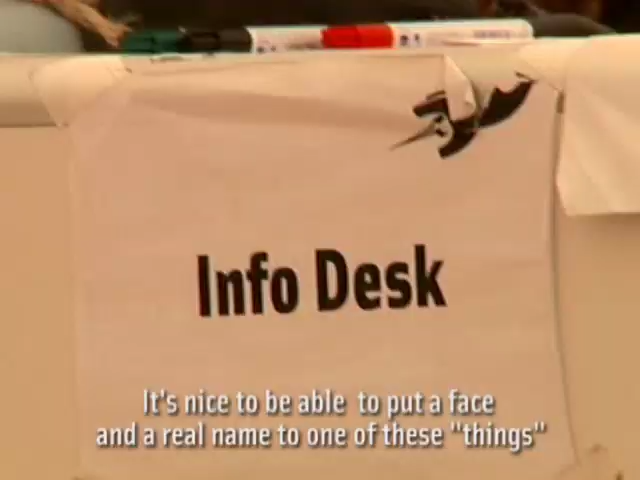 Info Desk
It's nice to be able to put a face
and a real name to one of these "things"